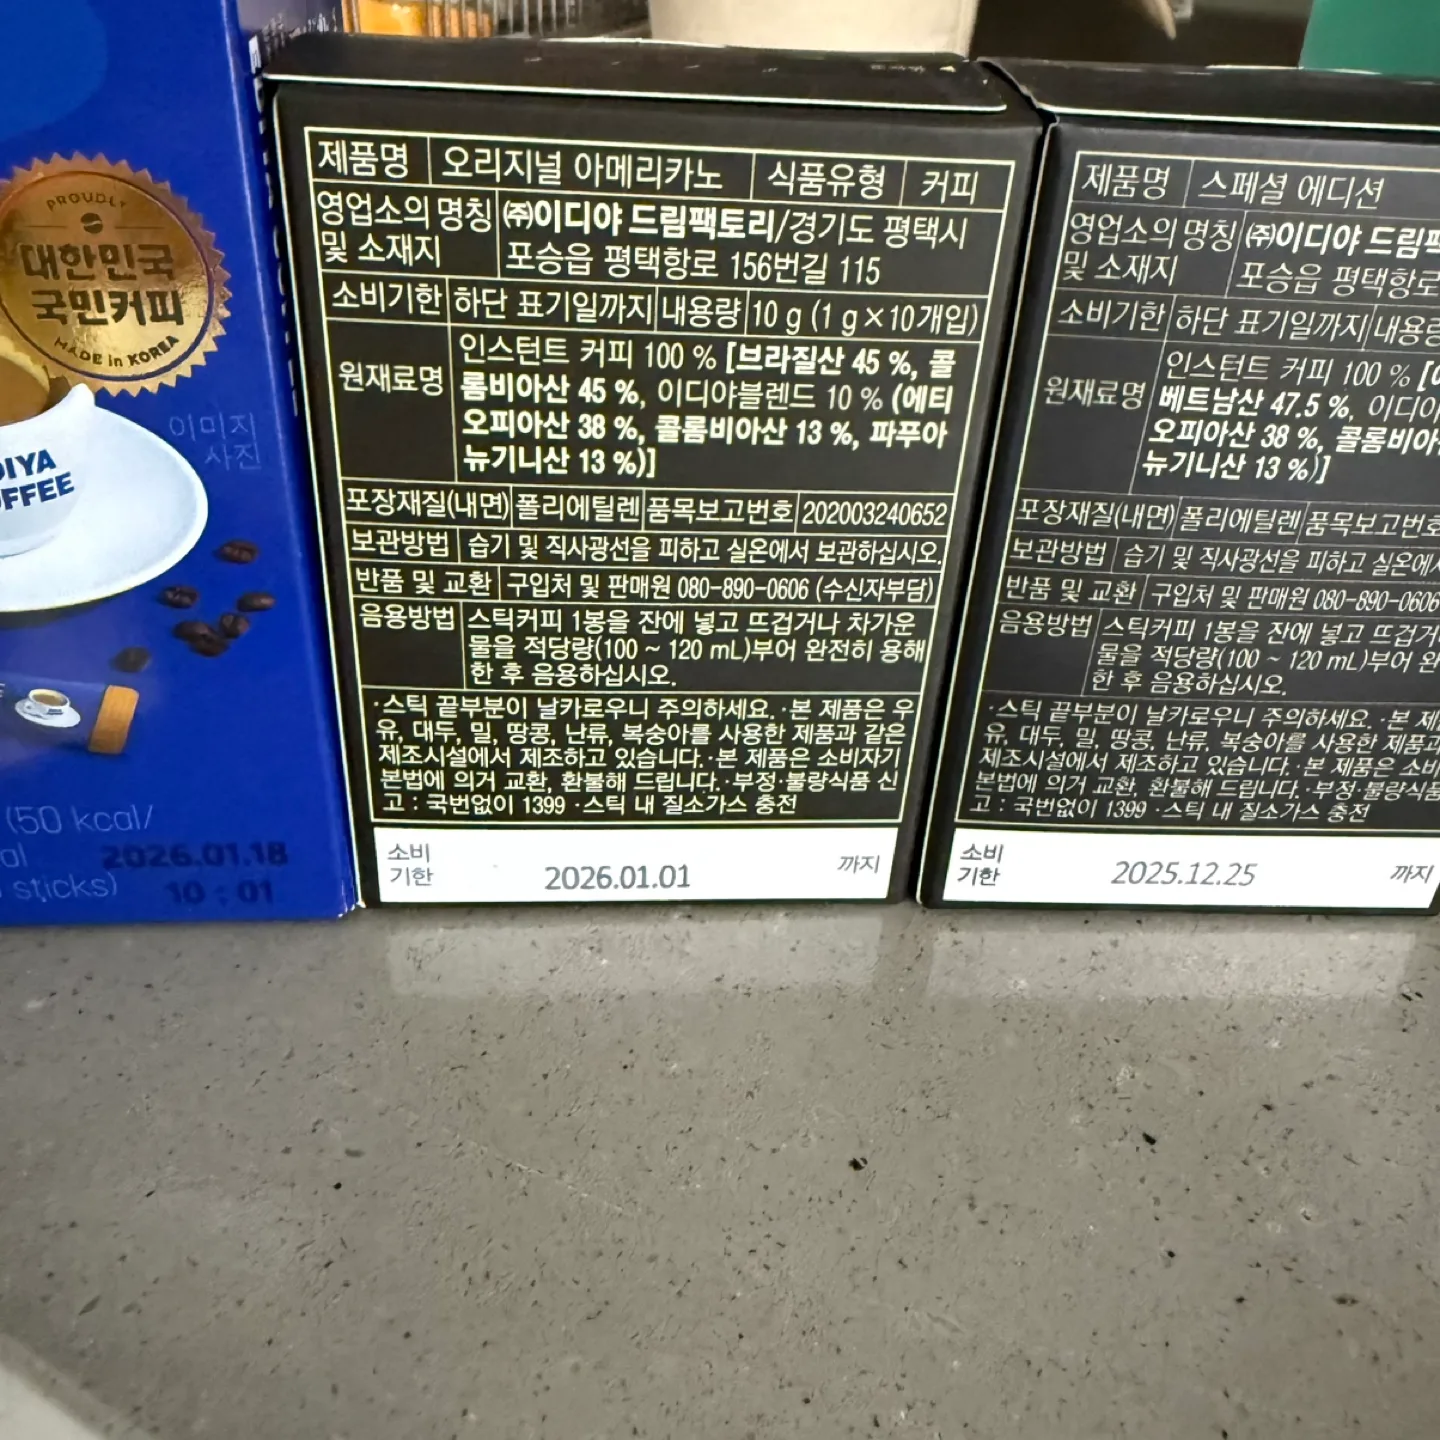 PROUDLY
대한민국
국민커피
MADE in KOREA
이미지
사진
DIYA
OFFEE
(50 kcal/
2026.01.18
sticks)
10 : 01
제품명 오리지널 아메리카노 식품유형 커피
영업소의 명칭 및 소재지 ㈜이디야 드림팩토리/경기도 평택시
포승읍 평택항로 156번길 115
소비기한 하단 표기일까지 내용량 10 g (1 g×10개입)
원재료명 인스턴트 커피 100 % [브라질산 45 %, 콜
롬비아산 45 %, 이디야블렌드 10 % (에티
오피아산 38 %, 콜롬비아산 13 %, 파푸아
뉴기니산 13 %)]
포장재질(내면) 폴리에틸렌 품목보고번호 202003240652
보관방법 습기 및 직사광선을 피하고 실온에서 보관하십시오.
반품 및 교환 구입처 및 판매원 080-890-0606 (수신자부담)
음용방법 스틱커피 1봉을 잔에 넣고 뜨겁거나 차가운
물을 적당량(100 ~ 120 mL)부어 완전히 용해
한 후 음용하십시오.
·스틱 끝부분이 날카로우니 주의하세요. ·본 제품은 우
유, 대두, 밀, 땅콩, 난류, 복숭아를 사용한 제품과 같은
제조시설에서 제조하고 있습니다.·본 제품은 소비자기
본법에 의거 교환, 환불해 드립니다.·부정·불량식품 신
고 : 국번없이 1399 ·스틱 내 질소가스 충전
소비
기한 2026.01.01 까지
제품명 스페셜 에디션
영업소의 명칭 및 소재지 ㈜이디야 드림팩
포승읍 평택항로
소비기한 하단 표기일까지 내용량
원재료명 인스턴트 커피 100 %
베트남산 47.5 %, 이디야
오피아산 38 %, 콜롬비아
뉴기니산 13 %)]
포장재질(내면) 폴리에틸렌 품목보고번호
보관방법 습기 및 직사광선을 피하고 실온에서
반품 및 교환 구입처 및 판매원 080-890-0606
음용방법 스틱커피 1봉을 잔에 넣고 뜨겁거나
물을 적당량(100 ~ 120 mL)부어 완
한 후 음용하십시오.
·스틱 끝부분이 날카로우니 주의하세요. ·본 제
유, 대두, 밀, 땅콩, 난류, 복숭아를 사용한 제품과
제조시설에서 제조하고 있습니다.·본 제품은 소비
본법에 의거 교환, 환불해 드립니다.·부정·불량식품
고 : 국번없이 1399 ·스틱 내 질소가스 충전
소비
기한 2025.12.25 까지